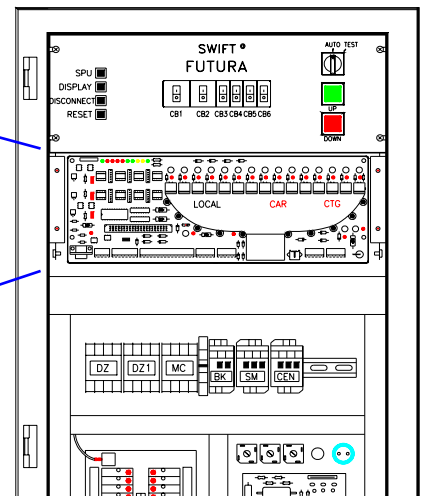 SWIFT
FUTURA
AUTO TEST
SPU
DISPLAY
DISCONNECT
RESET
CB1 CB2 CB3 CB4 CB5 CB6
UP
DOWN
LOCAL CAR CTG
DZ DZ1 MC BK SM CEN